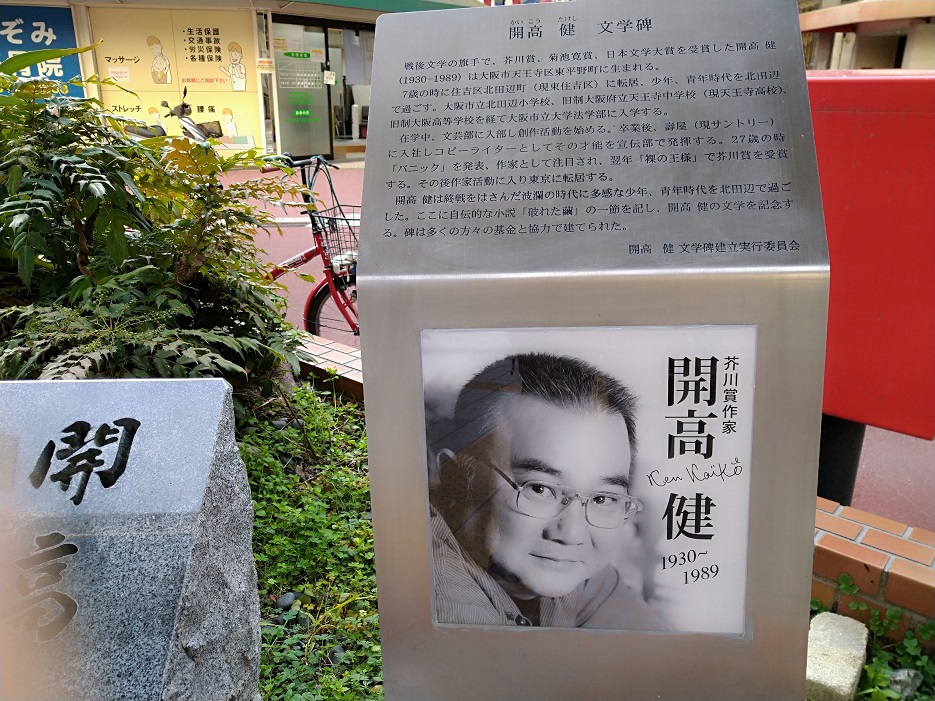 かいこう たけし
開高 健 文学碑
戦後文学の旗手で、芥川賞、菊池寛賞、日本文学大賞を受賞した開高 健
(1930-1989) は大阪市天王寺区東平野町に生まれる。
7歳の時に住吉区北田辺町(現東住吉区)に転居、少年、青年時代を北田辺
で過ごす。大阪市立北田辺小学校、旧制大阪府立天王寺中学校(現天王寺高校)、
旧制大阪高等学校を経て大阪市立大学法学部に入学する。
在学中、文芸部に入部し創作活動を始める。卒業後、壽屋(現サントリー)
に入社しコピーライターとしてその才能を宣伝部で発揮する。27歳の時
「パニック」を発表、作家として注目され、翌年「裸の王様」で芥川賞を受賞
する。その後作家活動に入り東京に転居する。
開高 健は終戦をはさんだ波瀾の時代に多感な少年、青年時代を北田辺で過ご
した。ここに自伝的な小説「破れた繭」の一節を記し、開高 健の文学を記念す
る。碑は多くの方々の基金と協力で建てられた。
開高 健 文学碑建立実行委員会
芥川賞作家
開高 健
Ken Kaikō
1930~
1989
開高
ぞみ
骨院
マッサージ
・生活保護
・交通事故
・労災保険
・各種保険
お気軽にご相談下さい!
ストレッチ
腰痛